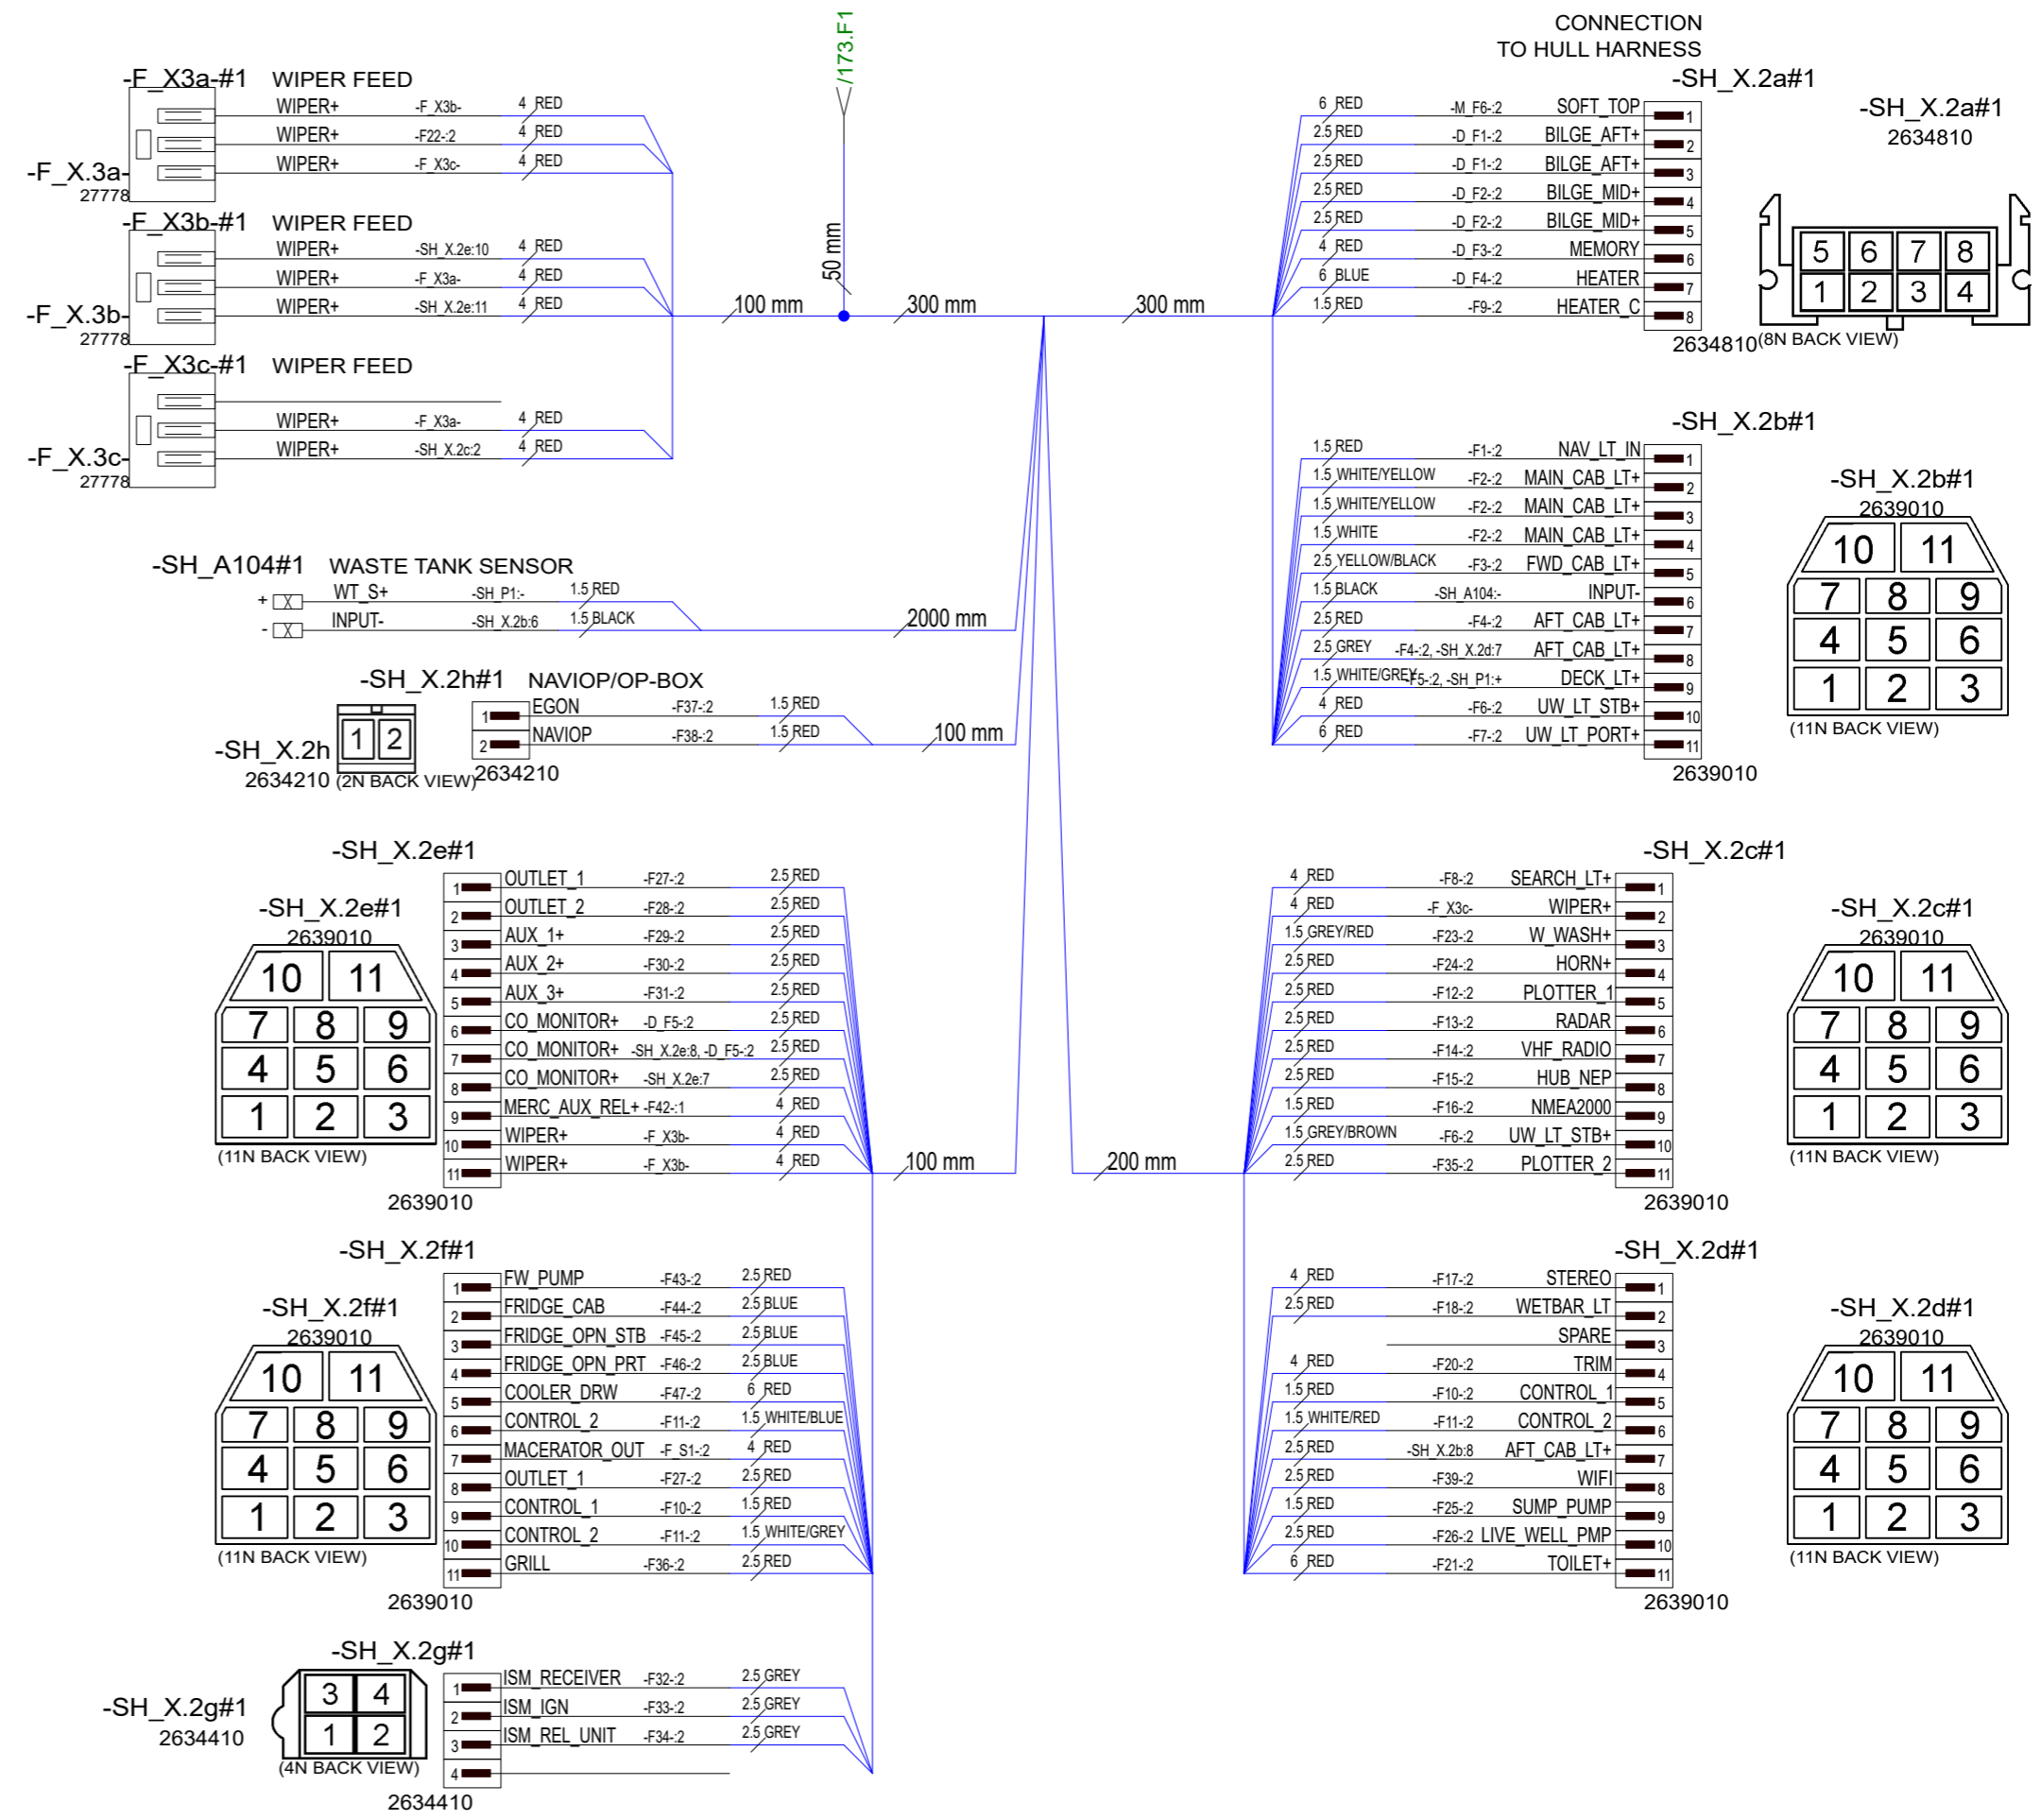 CONNECTION
TO HULL HARNESS
/173.F1
-F_X3a-#1 WIPER FEED
WIPER+ -F_X3b- 4 RED
WIPER+ -F22-:2 4 RED
WIPER+ -F_X3c- 4 RED
-F_X.3a-
27778
-F_X3b-#1 WIPER FEED
WIPER+ -SH_X.2e:10 4 RED
WIPER+ -F_X3a- 4 RED
WIPER+ -SH_X.2e:11 4 RED
-F_X.3b-
27778
-F_X3c-#1 WIPER FEED
WIPER+ -F_X3a- 4 RED
WIPER+ -SH_X.2c:2 4 RED
-F_X.3c-
27778
50 mm
100 mm
300 mm
300 mm
-SH_X.2a#1
6 RED -M_F6-:2 SOFT_TOP 1
2.5 RED -D_F1-:2 BILGE_AFT+ 2
2.5 RED -D_F1-:2 BILGE_AFT+ 3
2.5 RED -D_F2-:2 BILGE_MID+ 4
2.5 RED -D_F2-:2 BILGE_MID+ 5
4 RED -D_F3-:2 MEMORY 6
6 BLUE -D_F4-:2 HEATER 7
1.5 RED -F9-:2 HEATER_C 8
2634810
-SH_X.2a#1
2634810
5 6 7 8
1 2 3 4
(8N BACK VIEW)
-SH_X.2b#1
1.5 RED -F1-:2 NAV_LT_IN 1
1.5 WHITE/YELLOW -F2-:2 MAIN_CAB_LT+ 2
1.5 WHITE/YELLOW -F2-:2 MAIN_CAB_LT+ 3
1.5 WHITE -F2-:2 MAIN_CAB_LT+ 4
2.5 YELLOW/BLACK -F3-:2 FWD_CAB_LT+ 5
1.5 BLACK -SH_A104:- INPUT- 6
2.5 RED -F4-:2 AFT_CAB_LT+ 7
2.5 GREY -F4-:2, -SH_X.2d:7 AFT_CAB_LT+ 8
1.5 WHITE/GREY -F5-:2, -SH_P1:+ DECK_LT+ 9
4 RED -F6-:2 UW_LT_STB+ 10
6 RED -F7-:2 UW_LT_PORT+ 11
2639010
-SH_X.2b#1
2639010
10 11
7 8 9
4 5 6
1 2 3
(11N BACK VIEW)
-SH_A104#1 WASTE TANK SENSOR
+ X WT_S+ -SH_P1:- 1.5 RED
- X INPUT- -SH_X.2b:6 1.5 BLACK
2000 mm
-SH_X.2h#1 NAVIOP/OP-BOX
1 EGON -F37-:2 1.5 RED
2 NAVIOP -F38-:2 1.5 RED
100 mm
2634210
-SH_X.2h
2634210
1 2
(2N BACK VIEW)
-SH_X.2e#1
1 OUTLET_1 -F27-:2 2.5 RED
2 OUTLET_2 -F28-:2 2.5 RED
3 AUX_1+ -F29-:2 2.5 RED
4 AUX_2+ -F30-:2 2.5 RED
5 AUX_3+ -F31-:2 2.5 RED
6 CO_MONITOR+ -D_F5-:2 2.5 RED
7 CO_MONITOR+ -SH_X.2e:8, -D_F5-:2 2.5 RED
8 CO_MONITOR+ -SH_X.2e:7 2.5 RED
9 MERC_AUX_REL+ -F42-:1 4 RED
10 WIPER+ -F_X3b- 4 RED
11 WIPER+ -F_X3b- 4 RED
2639010
100 mm
-SH_X.2e#1
2639010
10 11
7 8 9
4 5 6
1 2 3
(11N BACK VIEW)
-SH_X.2c#1
4 RED -F8-:2 SEARCH_LT+ 1
4 RED -F_X3c- WIPER+ 2
1.5 GREY/RED -F23-:2 W_WASH+ 3
2.5 RED -F24-:2 HORN+ 4
2.5 RED -F12-:2 PLOTTER_1 5
2.5 RED -F13-:2 RADAR 6
2.5 RED -F14-:2 VHF_RADIO 7
2.5 RED -F15-:2 HUB_NEP 8
1.5 RED -F16-:2 NMEA2000 9
1.5 GREY/BROWN -F6-:2 UW_LT_STB+ 10
2.5 RED -F35-:2 PLOTTER_2 11
2639010
200 mm
-SH_X.2c#1
2639010
10 11
7 8 9
4 5 6
1 2 3
(11N BACK VIEW)
-SH_X.2f#1
1 FW_PUMP -F43-:2 2.5 RED
2 FRIDGE_CAB -F44-:2 2.5 BLUE
3 FRIDGE_OPN_STB -F45-:2 2.5 BLUE
4 FRIDGE_OPN_PRT -F46-:2 2.5 BLUE
5 COOLER_DRW -F47-:2 6 RED
6 CONTROL_2 -F11-:2 1.5 WHITE/BLUE
7 MACERATOR_OUT -F_S1-:2 4 RED
8 OUTLET_1 -F27-:2 2.5 RED
9 CONTROL_1 -F10-:2 1.5 RED
10 CONTROL_2 -F11-:2 1.5 WHITE/GREY
11 GRILL -F36-:2 2.5 RED
2639010
-SH_X.2f#1
2639010
10 11
7 8 9
4 5 6
1 2 3
(11N BACK VIEW)
-SH_X.2d#1
4 RED -F17-:2 STEREO 1
2.5 RED -F18-:2 WETBAR_LT 2
SPARE 3
4 RED -F20-:2 TRIM 4
1.5 RED -F10-:2 CONTROL_1 5
1.5 WHITE/RED -F11-:2 CONTROL_2 6
2.5 RED -SH_X.2b:8 AFT_CAB_LT+ 7
2.5 RED -F39-:2 WIFI 8
1.5 RED -F25-:2 SUMP_PUMP 9
2.5 RED -F26-:2 LIVE_WELL_PMP 10
6 RED -F21-:2 TOILET+ 11
2639010
-SH_X.2d#1
2639010
10 11
7 8 9
4 5 6
1 2 3
(11N BACK VIEW)
-SH_X.2g#1
1 ISM_RECEIVER -F32-:2 2.5 GREY
2 ISM_IGN -F33-:2 2.5 GREY
3 ISM_REL_UNIT -F34-:2 2.5 GREY
4
2634410
-SH_X.2g#1
2634410
3 4
1 2
(4N BACK VIEW)